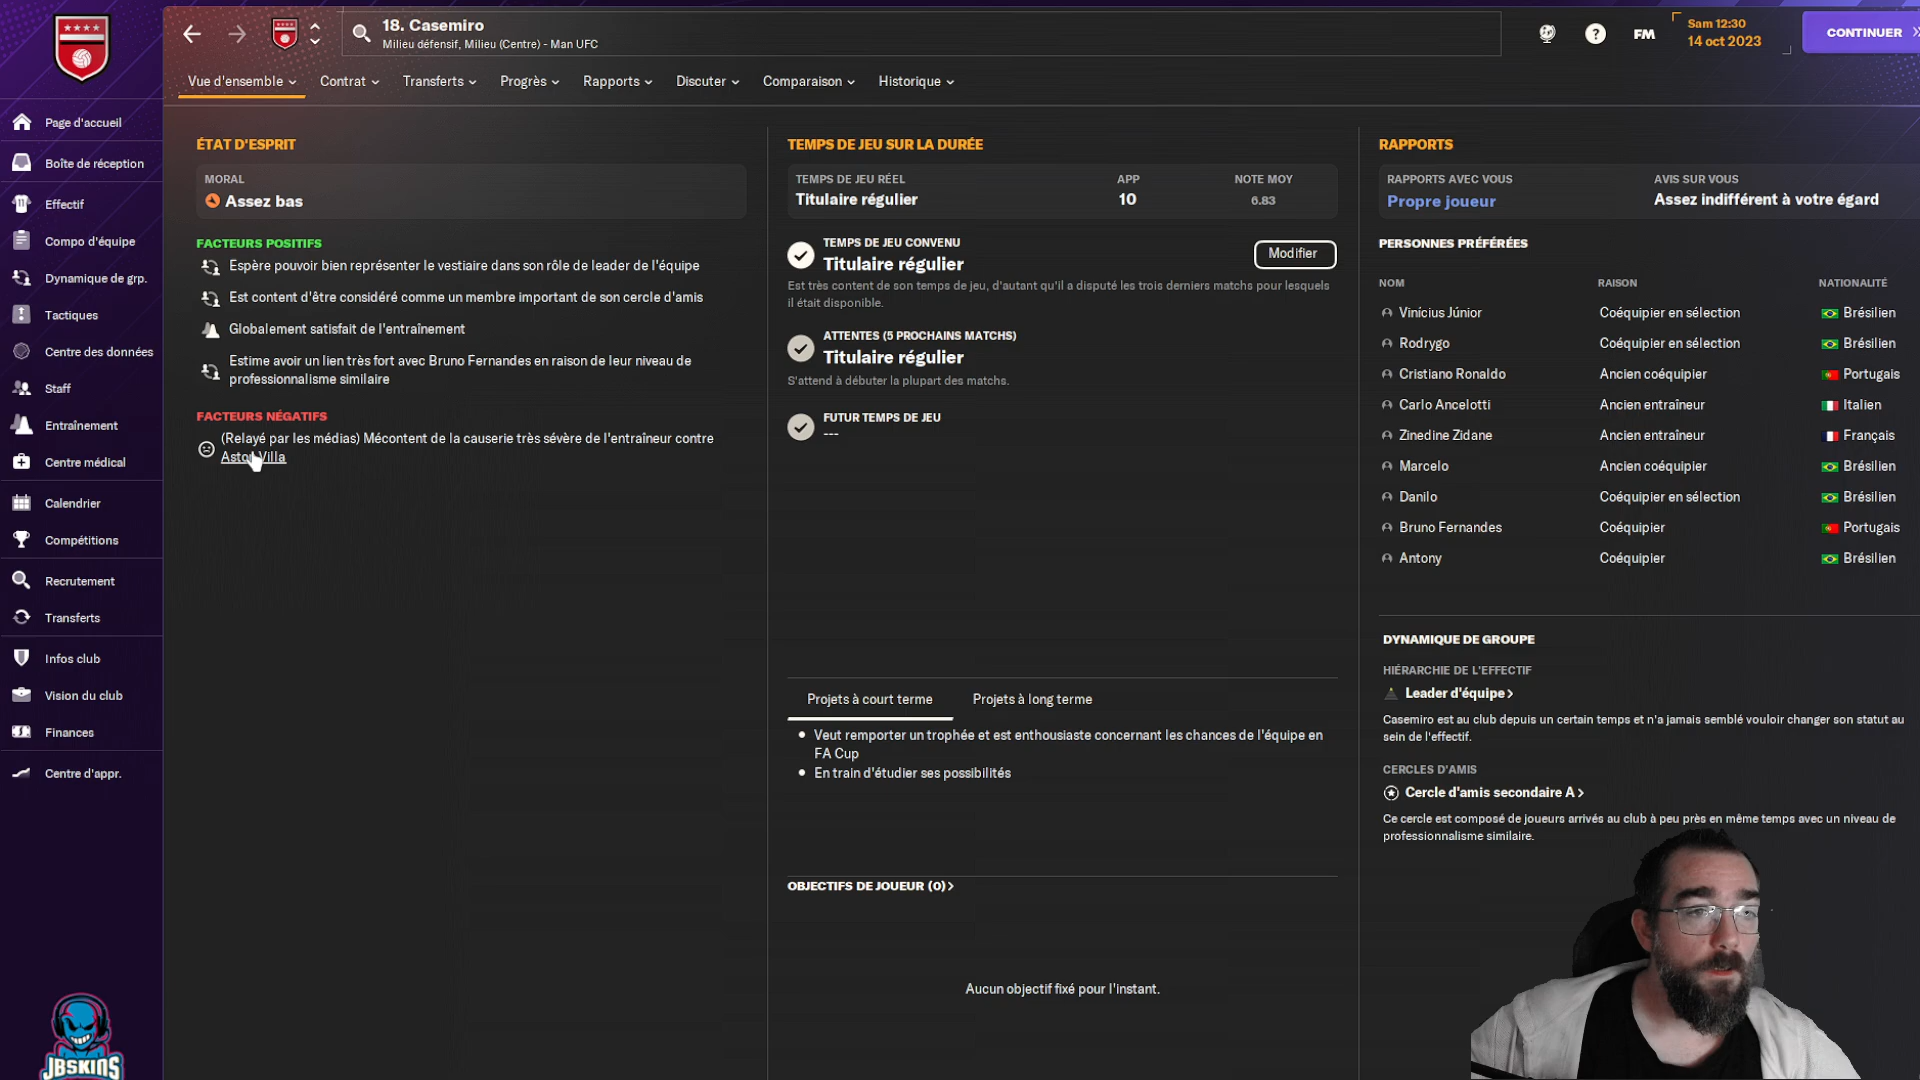 18. Casemiro
Milieu défensif, Milieu (Centre) - Man UFC
?
FM
Sam 12:30
14 oct 2023
CONTINUER
Vue d'ensemble
Contrat
Transferts
Progrès
Rapports
Discuter
Comparaison
Historique
Page d'accueil
Boîte de réception
Effectif
Compo d'équipe
Dynamique de grp.
Tactiques
Centre des données
Staff
Entraînement
Centre médical
Calendrier
Compétitions
Recrutement
Transferts
Infos club
Vision du club
Finances
Centre d'appr.
JBSKINS
ÉTAT D'ESPRIT
MORAL
Assez bas
FACTEURS POSITIFS
Espère pouvoir bien représenter le vestiaire dans son rôle de leader de l'équipe
Est content d'être considéré comme un membre important de son cercle d'amis
Globalement satisfait de l'entraînement
Estime avoir un lien très fort avec Bruno Fernandes en raison de leur niveau de
professionnalisme similaire
FACTEURS NÉGATIFS
(Relayé par les médias) Mécontent de la causerie très sévère de l'entraîneur contre
Aston Villa
TEMPS DE JEU SUR LA DURÉE
TEMPS DE JEU RÉEL APP NOTE MOY
Titulaire régulier 10 6.83
TEMPS DE JEU CONVENU
Titulaire régulier
Modifier
Est très content de son temps de jeu, d'autant qu'il a disputé les trois derniers matchs pour lesquels
il était disponible.
ATTENTES (5 PROCHAINS MATCHS)
Titulaire régulier
S'attend à débuter la plupart des matchs.
FUTUR TEMPS DE JEU
---
Projets à court terme
Projets à long terme
Veut remporter un trophée et est enthousiaste concernant les chances de l'équipe en
FA Cup
En train d'étudier ses possibilités
OBJECTIFS DE JOUEUR (0)
Aucun objectif fixé pour l'instant.
RAPPORTS
RAPPORTS AVEC VOUS AVIS SUR VOUS
Propre joueur Assez indifférent à votre égard
PERSONNES PRÉFÉRÉES
NOM RAISON NATIONALITÉ
Vinícius Júnior Coéquipier en sélection Brésilien
Rodrygo Coéquipier en sélection Brésilien
Cristiano Ronaldo Ancien coéquipier Portugais
Carlo Ancelotti Ancien entraîneur Italien
Zinedine Zidane Ancien entraîneur Français
Marcelo Ancien coéquipier Brésilien
Danilo Coéquipier en sélection Brésilien
Bruno Fernandes Coéquipier Portugais
Antony Coéquipier Brésilien
DYNAMIQUE DE GROUPE
HIÉRARCHIE DE L'EFFECTIF
Leader d'équipe
Casemiro est au club depuis un certain temps et n'a jamais semblé vouloir changer son statut au
sein de l'effectif.
CERCLES D'AMIS
Cercle d'amis secondaire A
Ce cercle est composé de joueurs arrivés au club à peu près en même temps avec un niveau de
professionnalisme similaire.